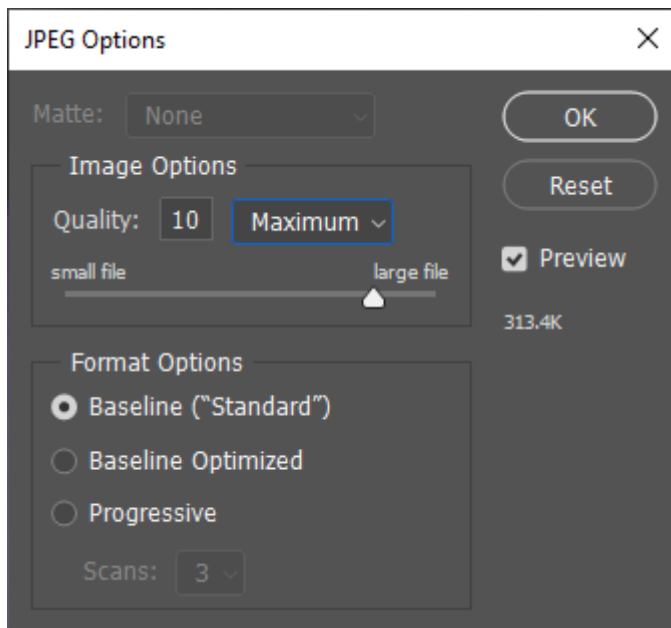 JPEG Options
Matte: None
OK
Image Options
Reset
Quality: 10 Maximum
Preview
small file large file
313.4K
Format Options
Baseline (“Standard”)
Baseline Optimized
Progressive
Scans: 3